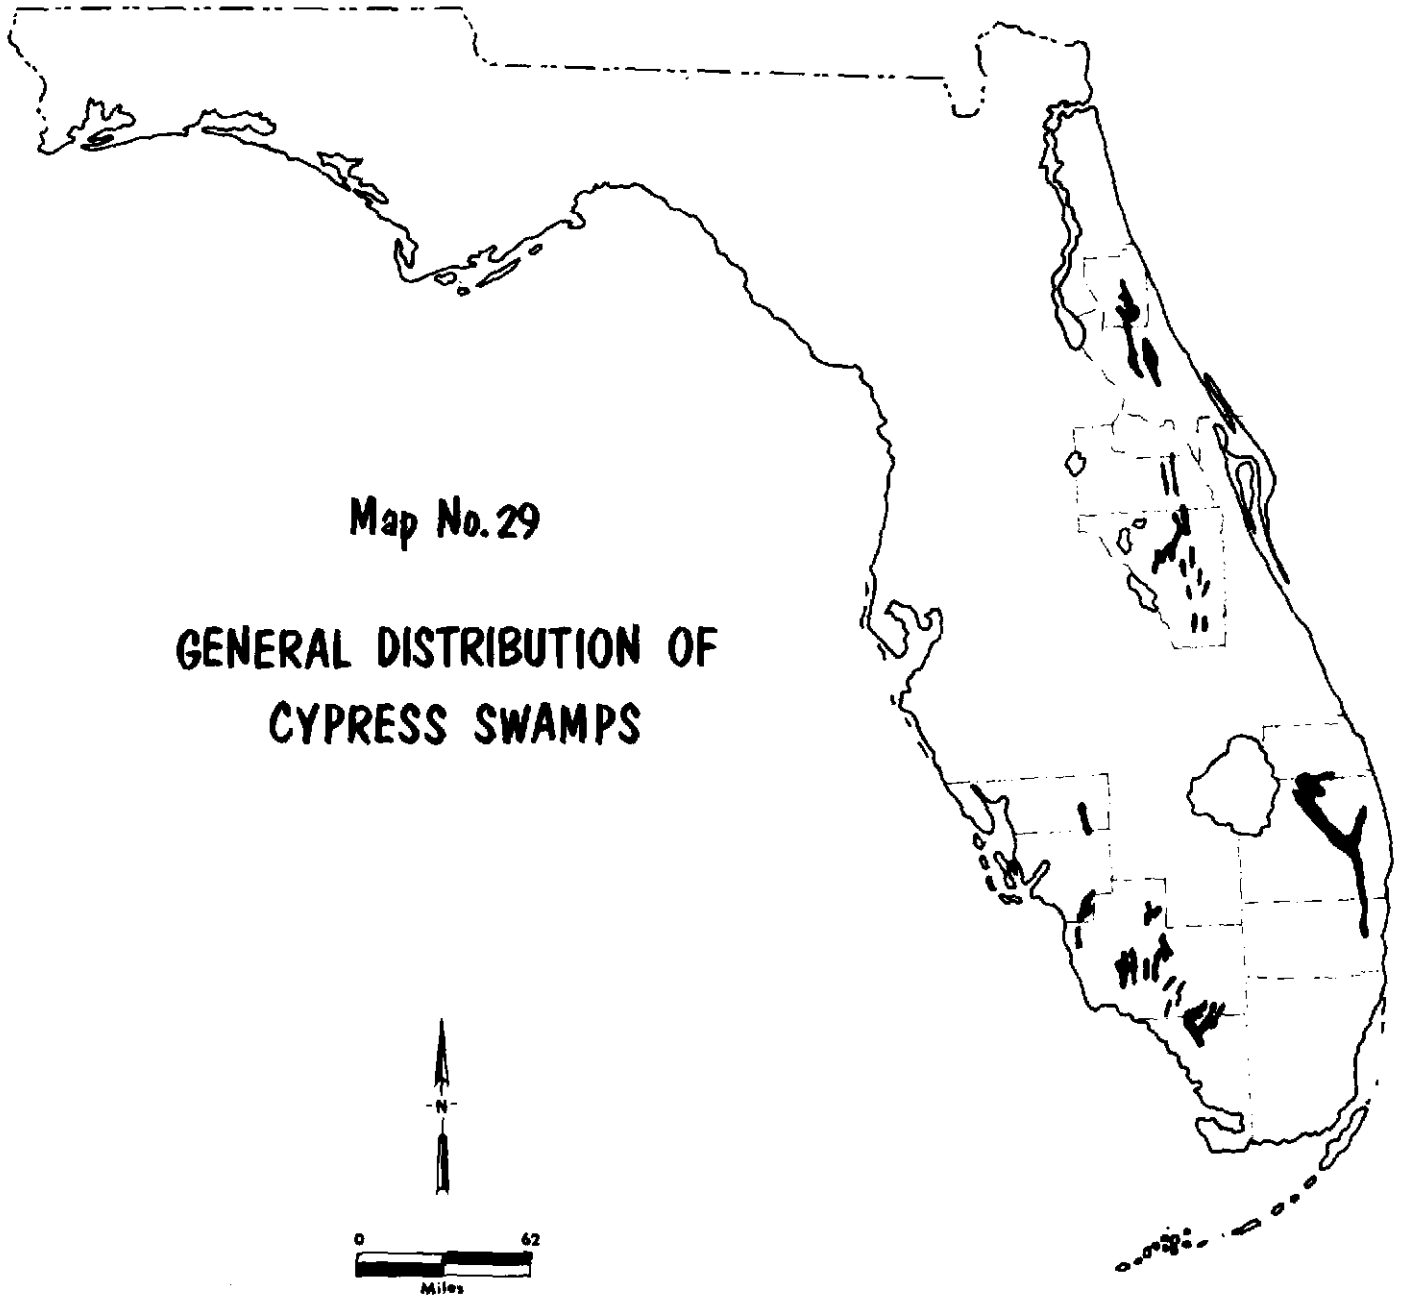 Map No. 29
GENERAL DISTRIBUTION OF
CYPRESS SWAMPS
-N-
0 62
Miles